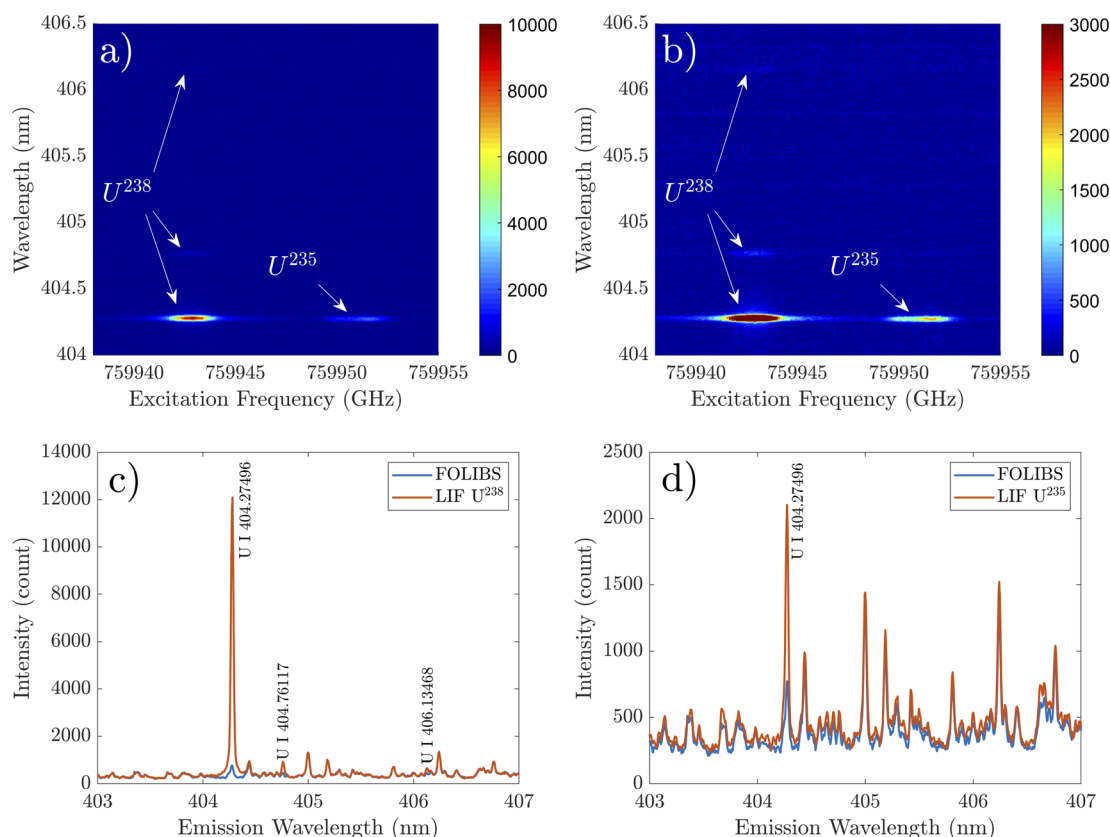 a)
Wavelength (nm)
406.5
406
405.5
405
404.5
404
U^238
U^235
759940
759945
759950
759955
Excitation Frequency (GHz)
10000
8000
6000
4000
2000
0
b)
Wavelength (nm)
406.5
406
405.5
405
404.5
404
U^238
U^235
759940
759945
759950
759955
Excitation Frequency (GHz)
3000
2500
2000
1500
1000
500
0
c)
Intensity (count)
14000
12000
10000
8000
6000
4000
2000
0
FOLIBS
LIF U^238
U I 404.27496
U I 404.76117
U I 406.13468
403
404
405
406
407
Emission Wavelength (nm)
d)
Intensity (count)
2500
2000
1500
1000
500
0
FOLIBS
LIF U^235
U I 404.27496
403
404
405
406
407
Emission Wavelength (nm)